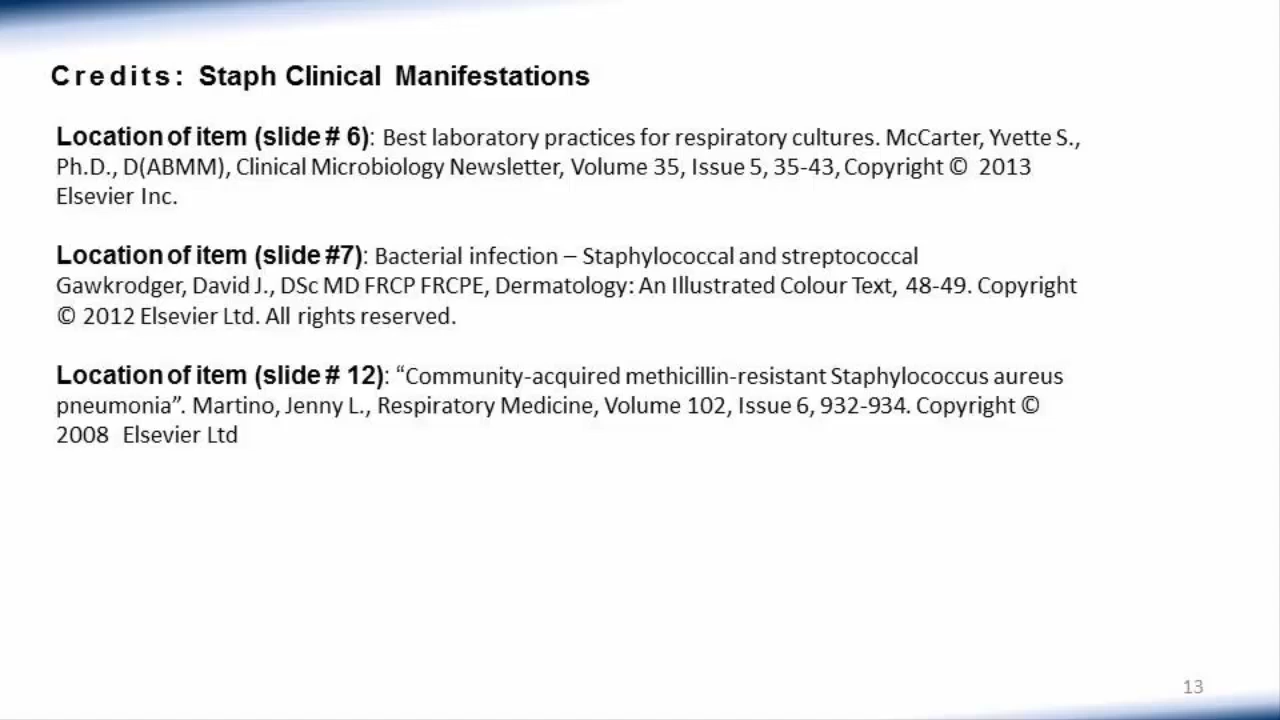 Credits: Staph Clinical Manifestations
Location of item (slide # 6): Best laboratory practices for respiratory cultures. McCarter, Yvette S.,
Ph.D., D(ABMM), Clinical Microbiology Newsletter, Volume 35, Issue 5, 35-43, Copyright © 2013
Elsevier Inc.
Location of item (slide #7): Bacterial infection – Staphylococcal and streptococcal
Gawkrodger, David J., DSc MD FRCP FRCPE, Dermatology: An Illustrated Colour Text, 48-49. Copyright
© 2012 Elsevier Ltd. All rights reserved.
Location of item (slide # 12): “Community-acquired methicillin-resistant Staphylococcus aureus
pneumonia”. Martino, Jenny L., Respiratory Medicine, Volume 102, Issue 6, 932-934. Copyright ©
2008 Elsevier Ltd
13